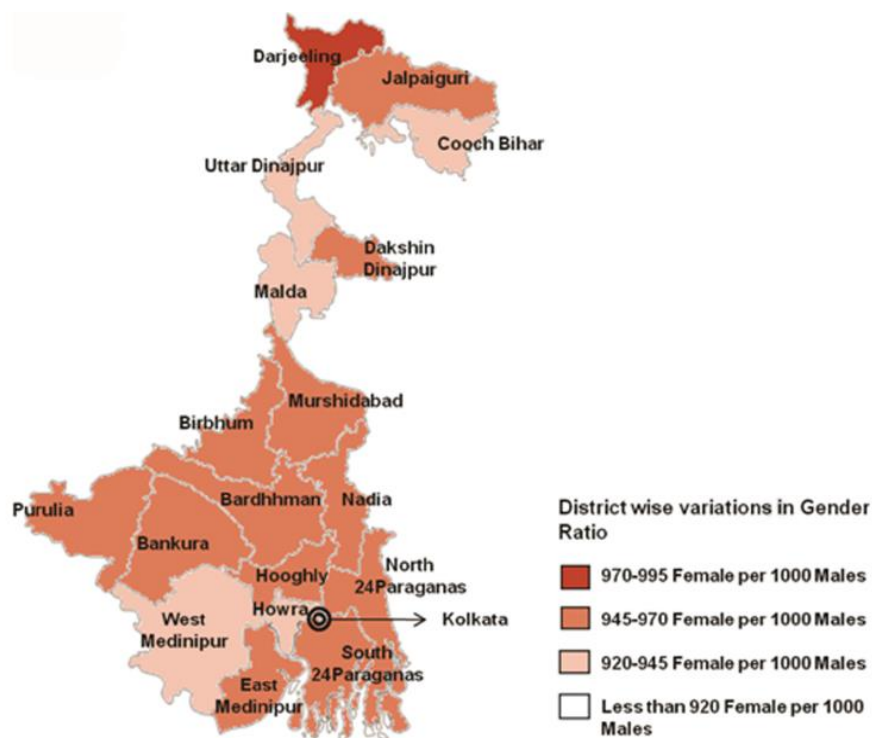 Darjeeling
Jalpaiguri
Cooch Bihar
Uttar Dinajpur
Dakshin
Dinajpur
Malda
Murshidabad
Birbhum
Bardhhman
Nadia
Purulia
Bankura
North
24Paraganas
Hooghly
Howra
Kolkata
West
Medinipur
South
24Paraganas
East
Medinipur
District wise variations in Gender
Ratio
970-995 Female per 1000 Males
945-970 Female per 1000 Males
920-945 Female per 1000 Males
Less than 920 Female per 1000
Males